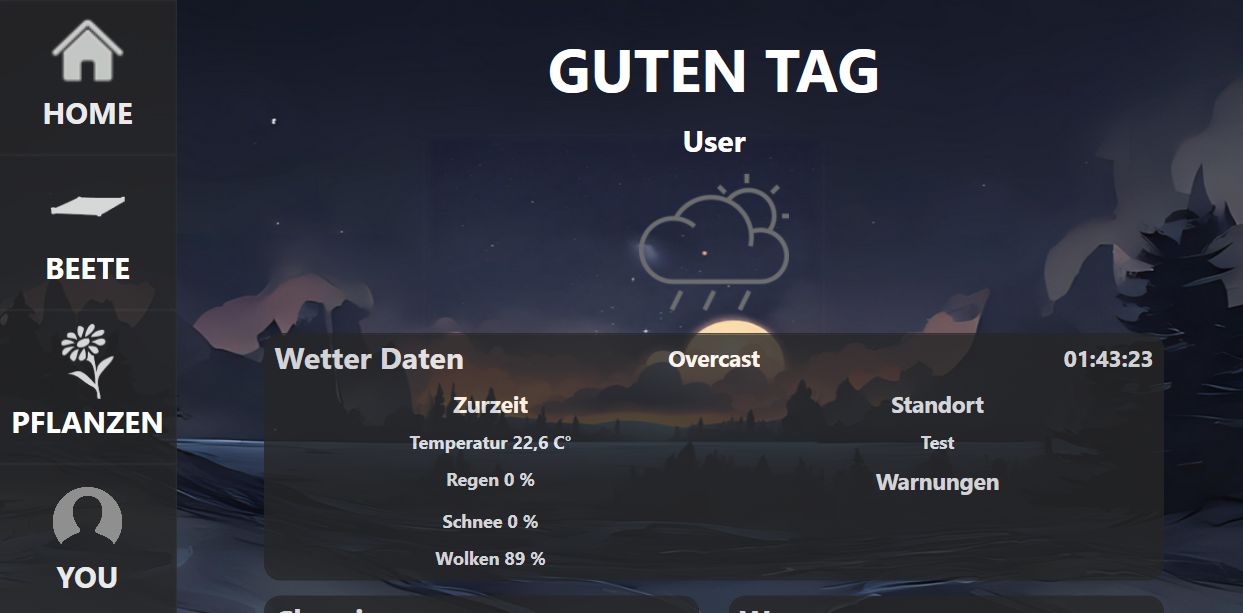 HOME
BEETE
PFLANZEN
YOU
GUTEN TAG
User
Wetter Daten
Overcast
01:43:23
Zurzeit
Temperatur 22,6 C°
Regen 0 %
Schnee 0 %
Wolken 89 %
Standort
Test
Warnungen